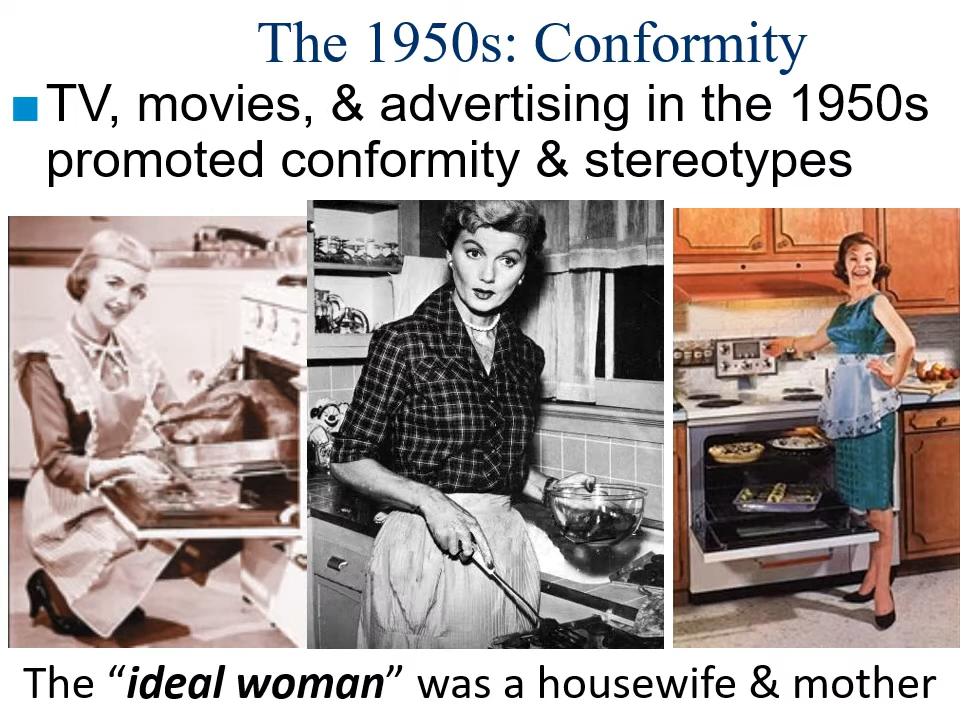 The 1950s: Conformity
■ TV, movies, & advertising in the 1950s
promoted conformity & stereotypes
The “ideal woman” was a housewife & mother